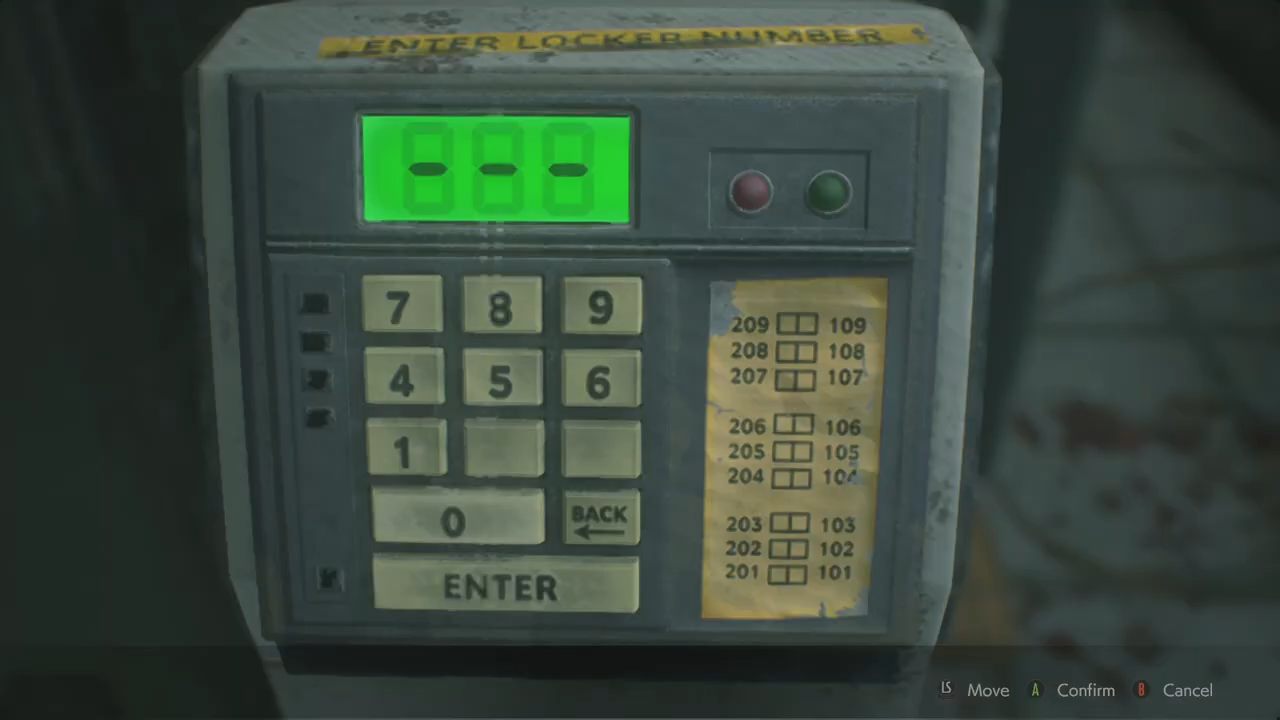 ENTER LOCKER NUMBER
---
7 8 9
4 5 6
1
0 BACK
ENTER
209 109
208 108
207 107
206 106
205 105
204 104
203 103
202 102
201 101
LS Move A Confirm B Cancel